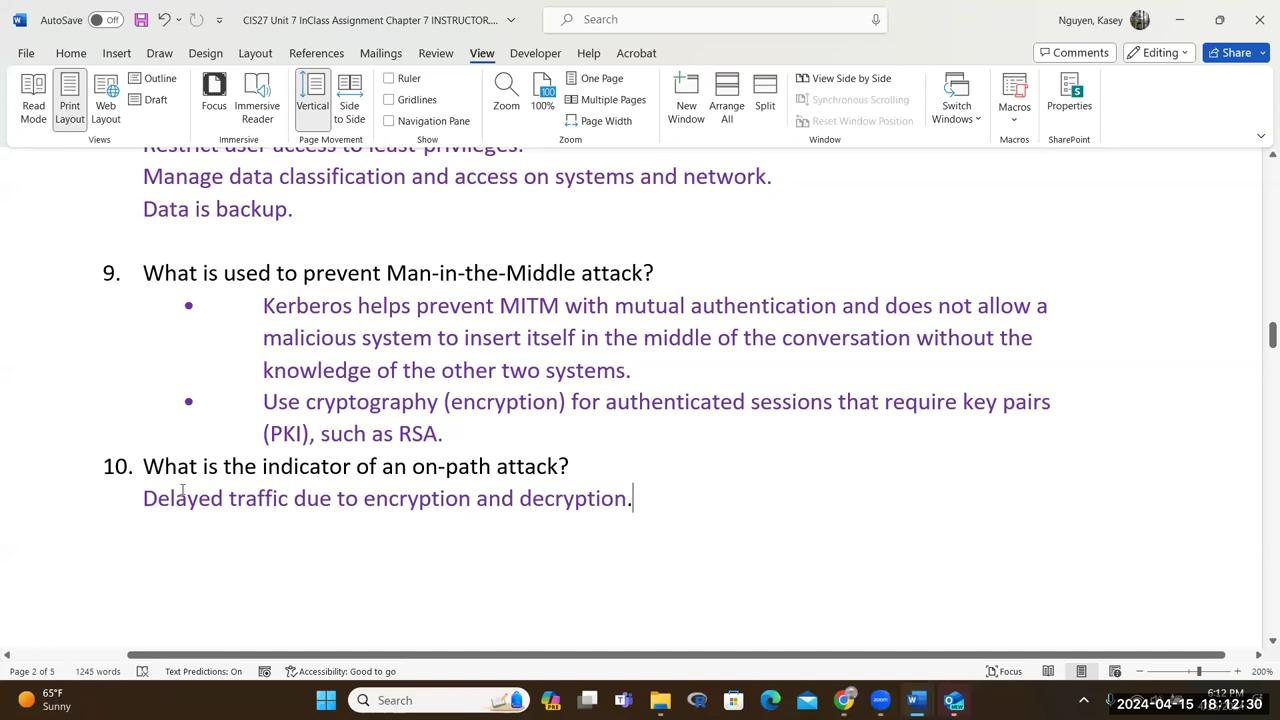 AutoSave Off CIS27 Unit 7 InClass Assignment Chapter 7 INSTRUCTOR.... Search Nguyen, Kasey
File Home Insert Draw Design Layout References Mailings Review View Developer Help Acrobat Comments Editing Share
Read Mode Print Layout Web Layout Outline Draft Focus Immersive Reader Vertical Side to Side Ruler Gridlines Navigation Pane Zoom 100% One Page Multiple Pages Page Width New Window Arrange All Split View Side by Side Synchronous Scrolling Reset Window Position Switch Windows Macros Properties
Views Immersive Page Movement Show Zoom Window Macros SharePoint
Restrict user access to least-privileges.
Manage data classification and access on systems and network.
Data is backup.
9. What is used to prevent Man-in-the-Middle attack?
• Kerberos helps prevent MITM with mutual authentication and does not allow a
malicious system to insert itself in the middle of the conversation without the
knowledge of the other two systems.
• Use cryptography (encryption) for authenticated sessions that require key pairs
(PKI), such as RSA.
10. What is the indicator of an on-path attack?
Delayed traffic due to encryption and decryption.
Page 2 of 5 1245 words Text Predictions: On Accessibility: Good to go Focus 200%
65°F Search 6:12 PM
Sunny 2024-04-15 18:12:30